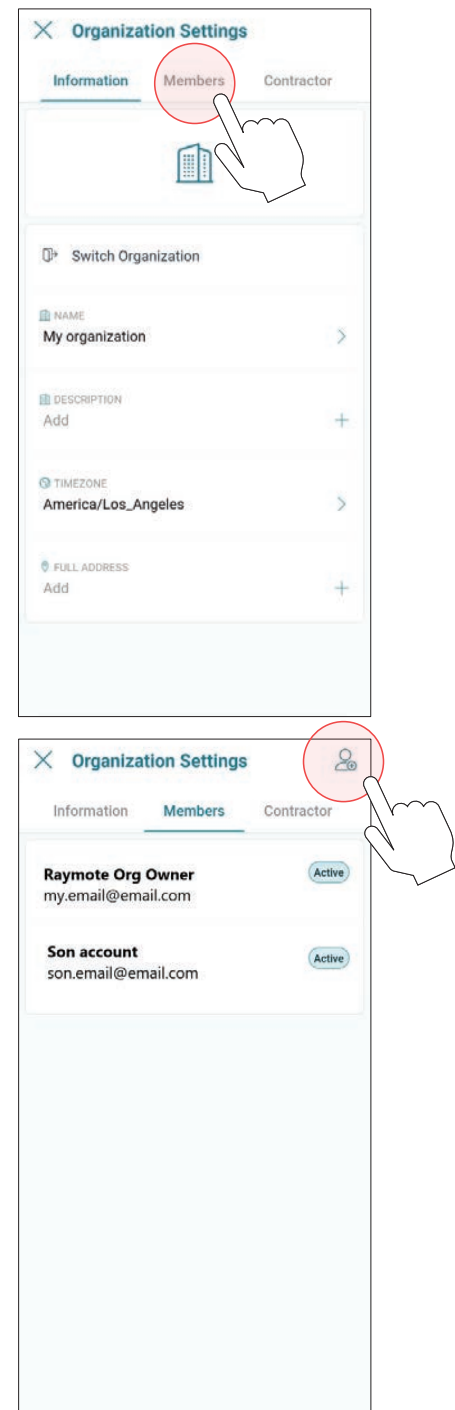 Organization Settings
Information Members Contractor
Switch Organization
NAME
My organization
DESCRIPTION
Add
TIMEZONE
America/Los_Angeles
FULL ADDRESS
Add
Organization Settings
Information Members Contractor
Raymote Org Owner Active
my.email@email.com
Son account Active
son.email@email.com